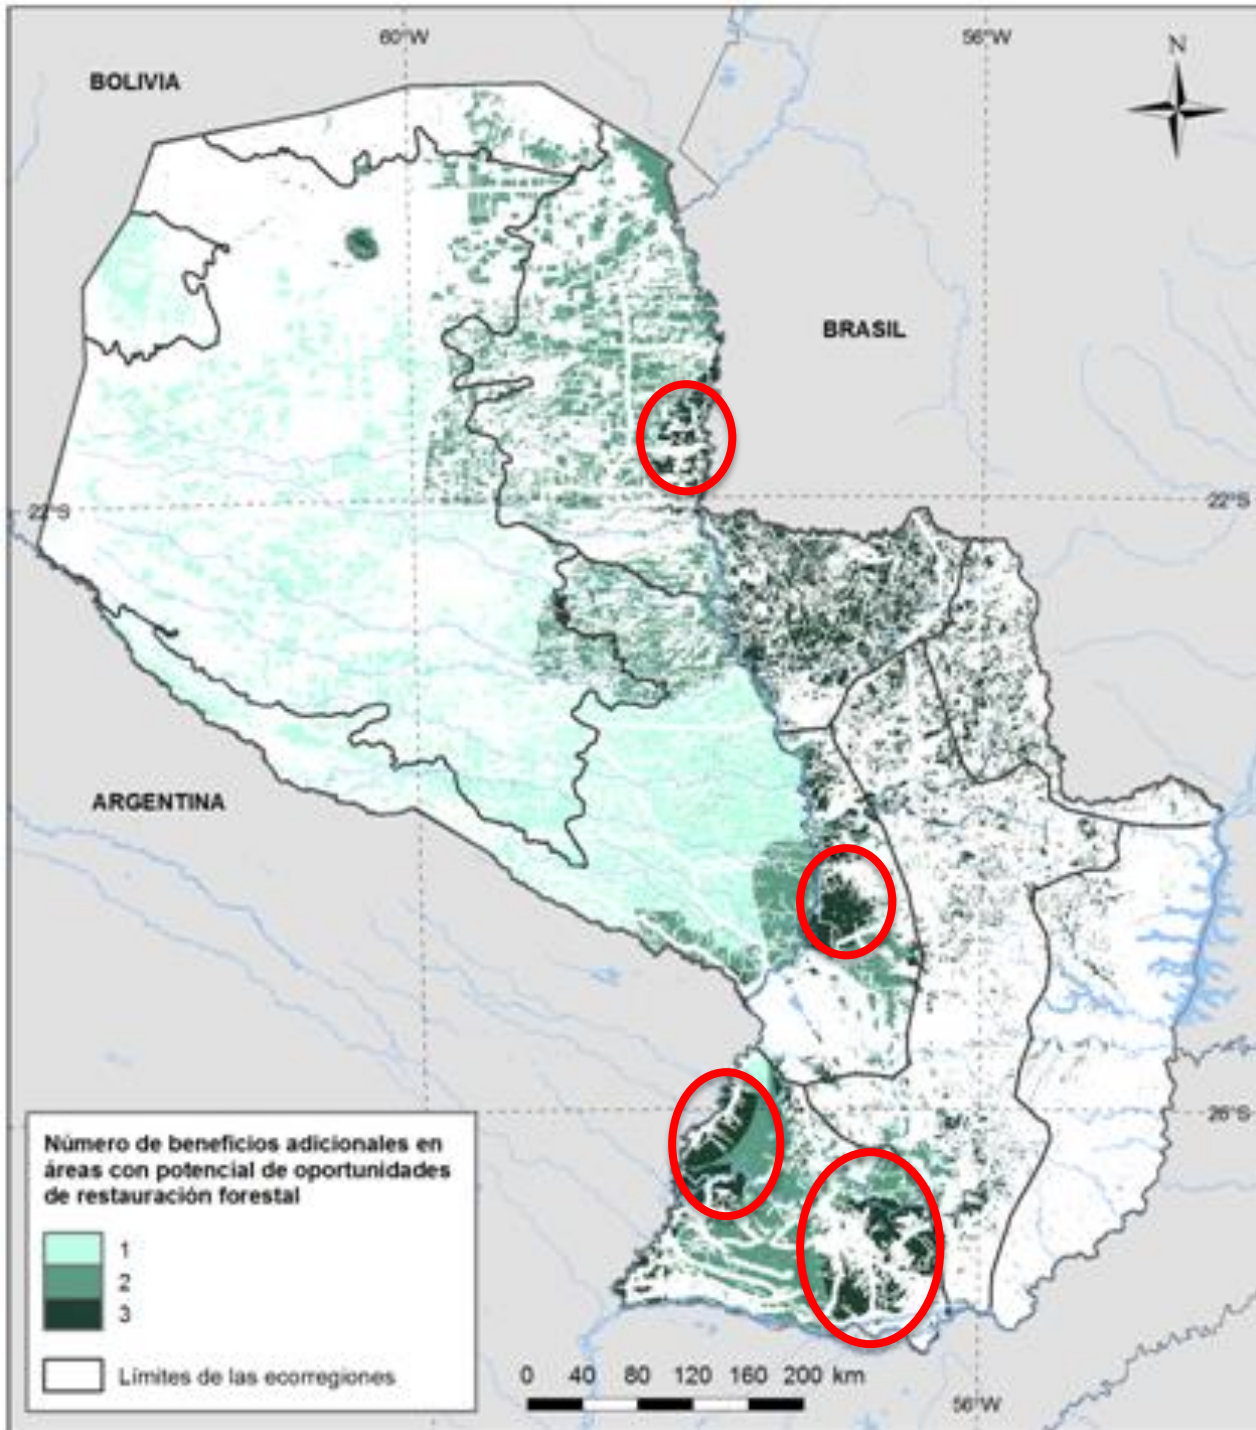 60°W
56°W
N
BOLIVIA
BRASIL
22°S
22°S
ARGENTINA
26°S
Número de beneficios adicionales en
áreas con potencial de oportunidades
de restauración forestal
1
2
3
Límites de las ecorregiones
0 40 80 120 160 200 km
56°W